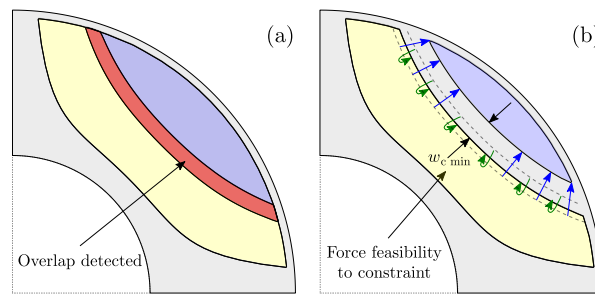 (a)
Overlap detected
(b)
w_c min
Force feasibility
to constraint